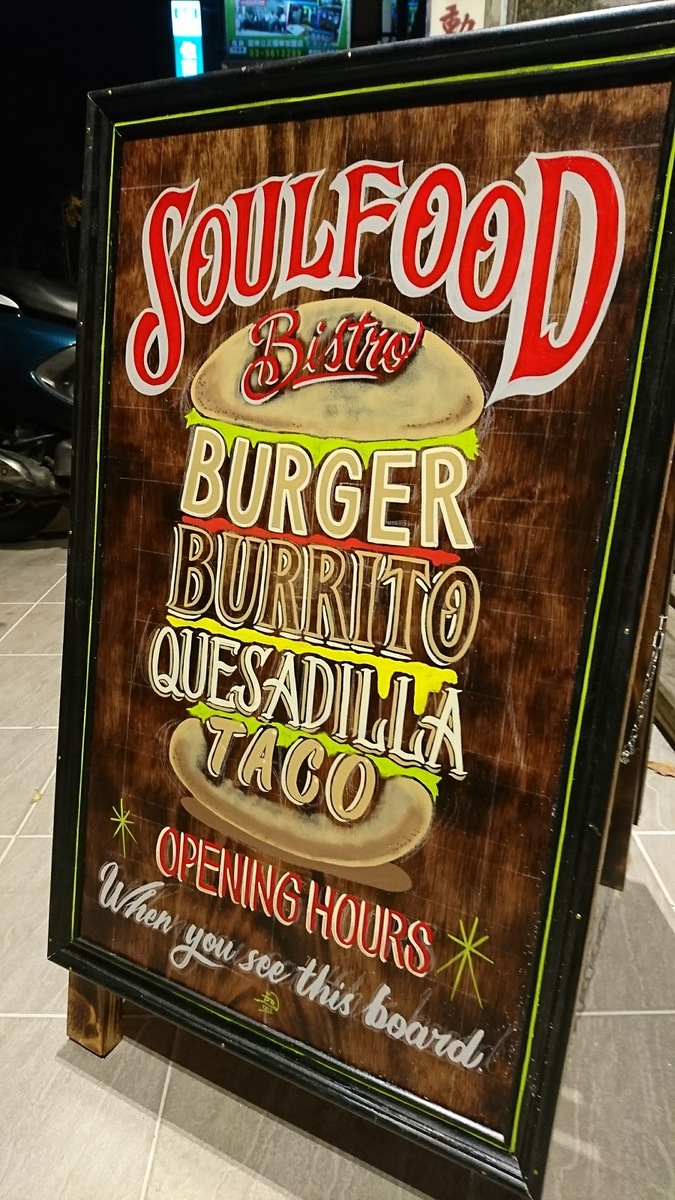 SOULFOOD
Bistro
BURGER
BURRITO
QUESADILLA
TACO
OPENING HOURS
When you see this board.